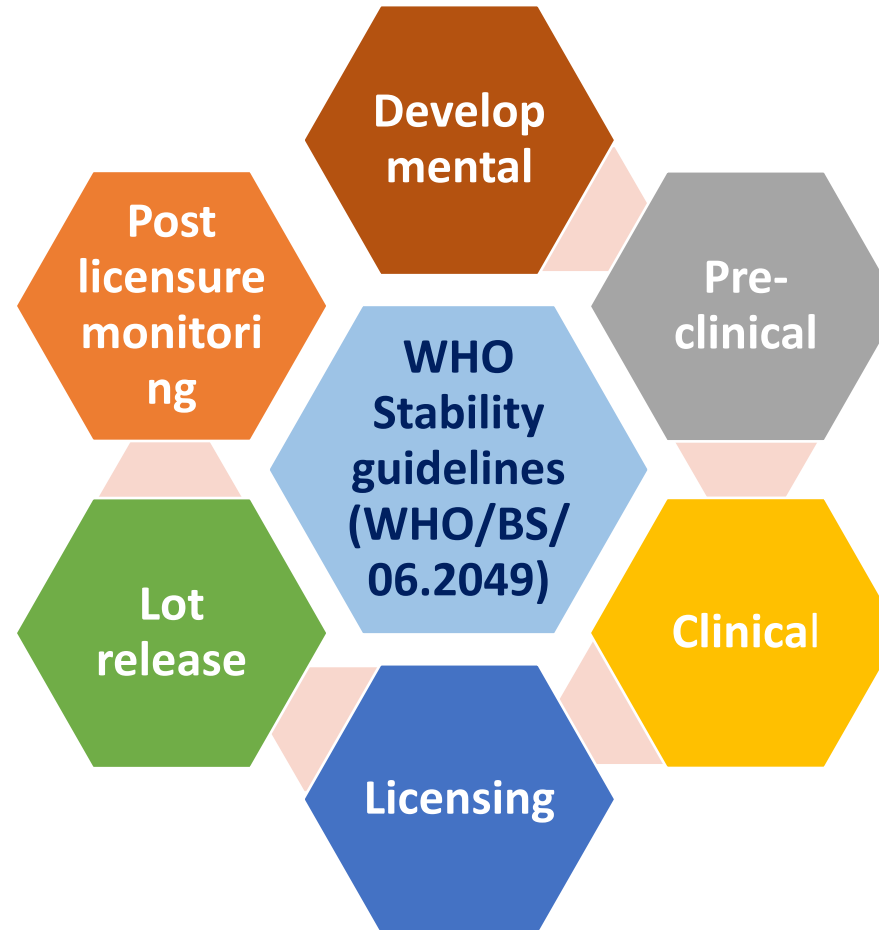 Develop
mental
Pre-
clinical
Clinical
Licensing
Lot
release
Post
licensure
monitori
ng
WHO
Stability
guidelines
(WHO/BS/
06.2049)